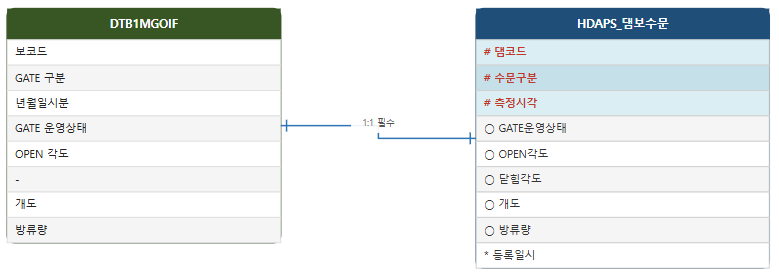 DTB1MGOIF
보코드
GATE 구분
년월일시분
GATE 운영상태
OPEN 각도
-
개도
방류량
1:1 필수
HDAPS_댐보수문
# 댐코드
# 수문구분
# 측정시각
○ GATE운영상태
○ OPEN각도
○ 닫힘각도
○ 개도
○ 방류량
* 등록일시